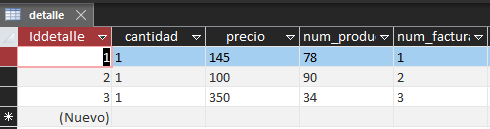 detalle
Iddetalle cantidad precio num_produ num_factura
1 1 145 78 1
2 1 100 90 2
3 1 350 34 3
(Nuevo)